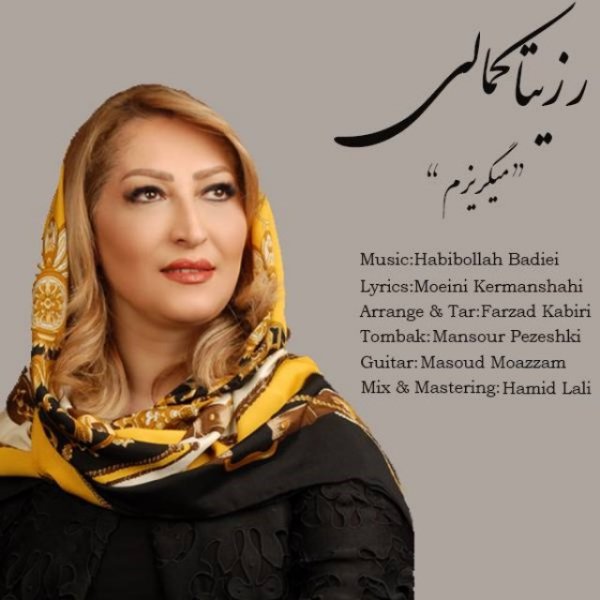 رزیتا کمالی
"میگریزم"
Music:Habibollah Badiei
Lyrics:Moeini Kermanshahi
Arrange & Tar:Farzad Kabiri
Tombak:Mansour Pezeshki
Guitar:Masoud Moazzam
Mix & Mastering:Hamid Lali